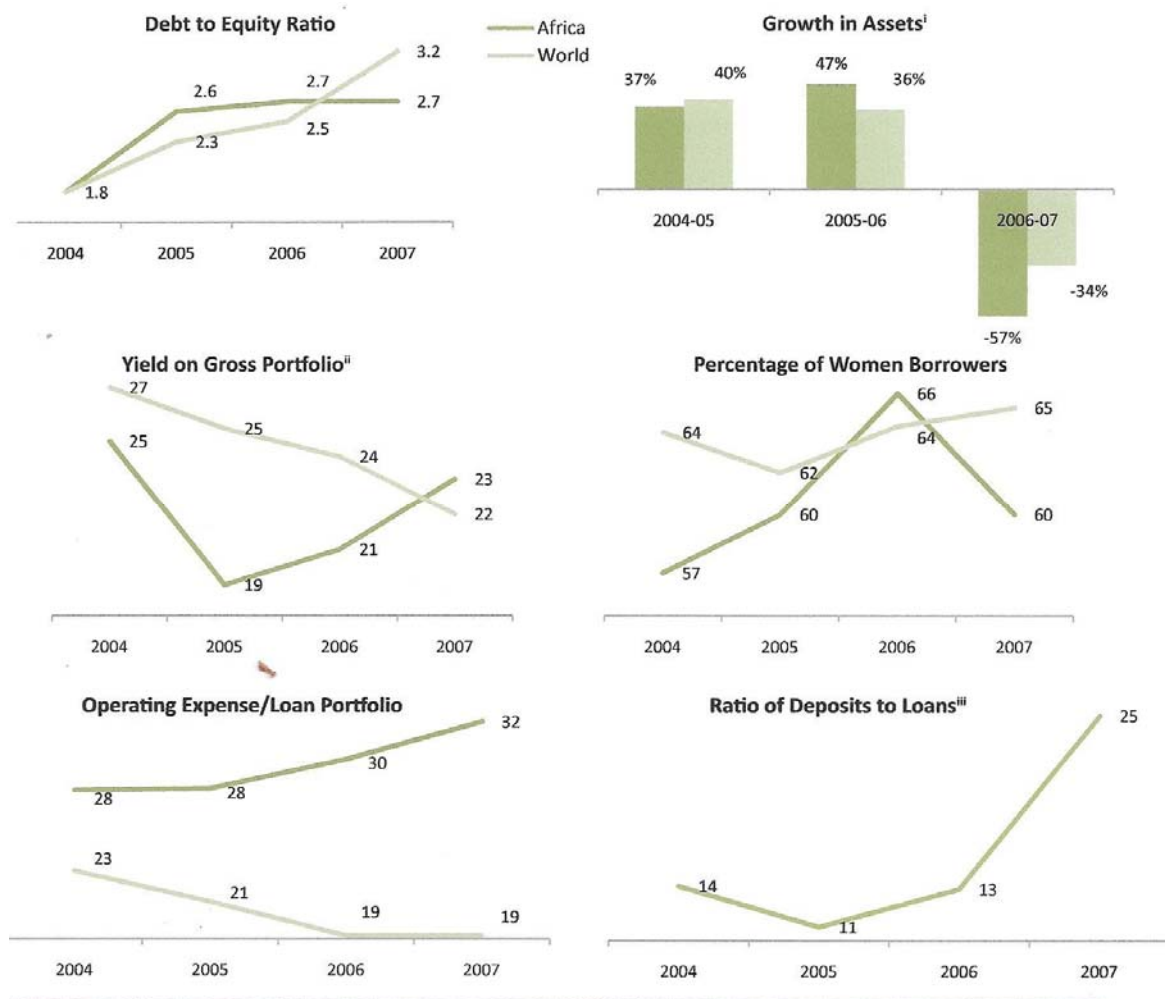 Debt to Equity Ratio
Africa
World
3.2
2.6
2.7
2.7
2.3
2.5
1.8
2004 2005 2006 2007
Growth in Assetsⁱ
37% 40% 47% 36%
2004-05 2005-06 2006-07
-34%
-57%
Yield on Gross Portfolioⁱⁱ
27
25
25
24
23
22
21
19
2004 2005 2006 2007
Percentage of Women Borrowers
66
65
64
64
62
60
60
57
2004 2005 2006 2007
Operating Expense/Loan Portfolio
32
30
28 28
23
21
19 19
2004 2005 2006 2007
Ratio of Deposits to Loansⁱⁱⁱ
25
14
13
11
2004 2005 2006 2007